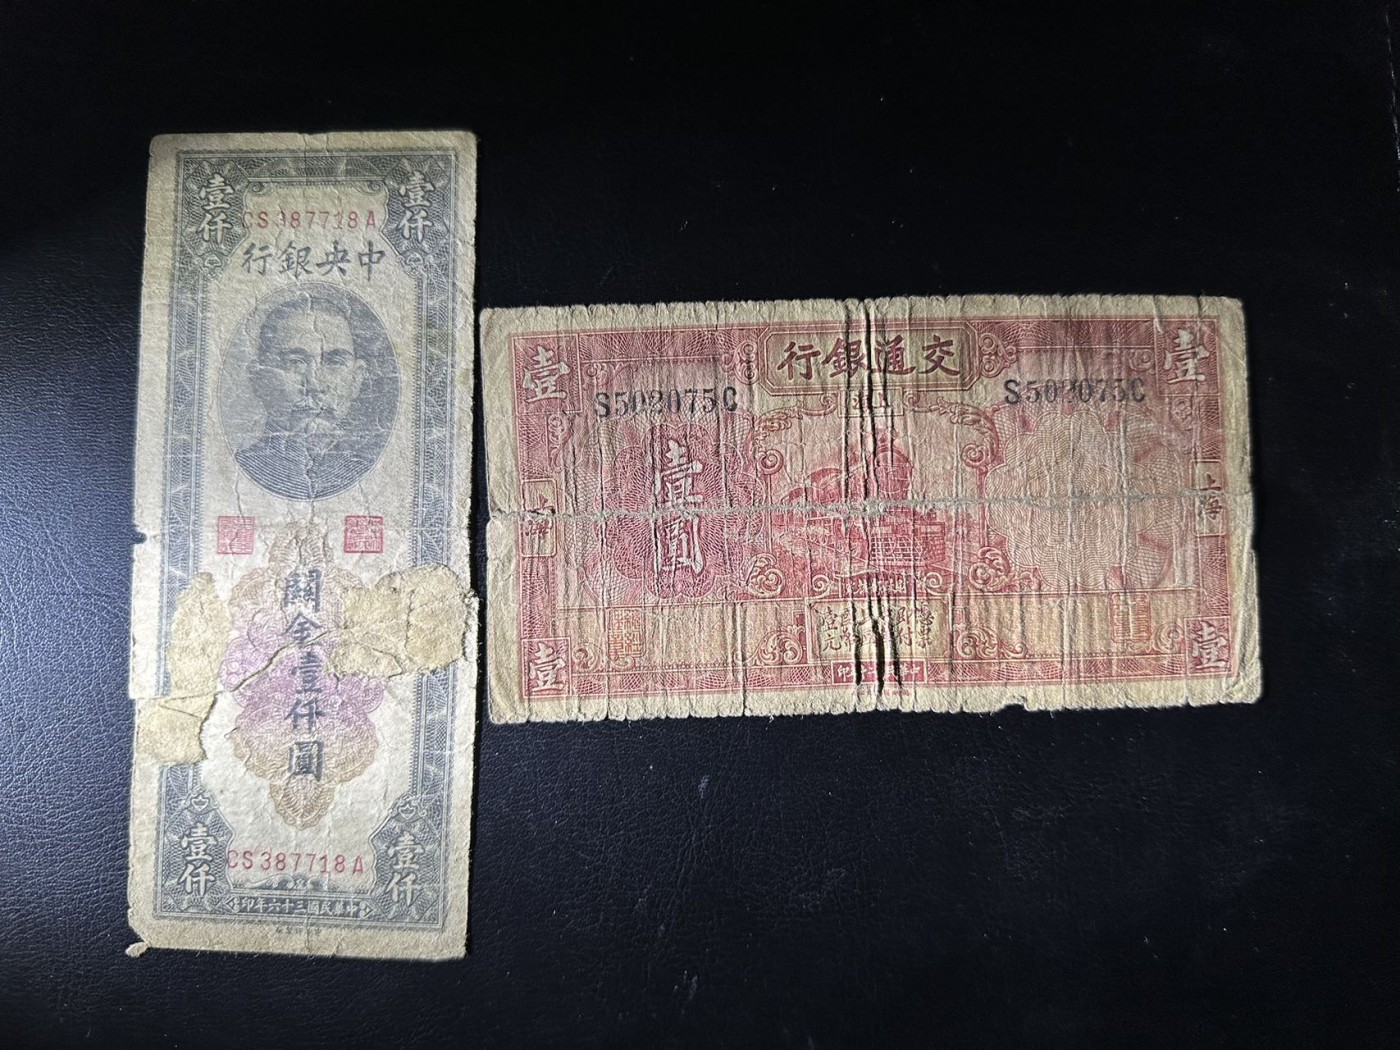 壹仟
壹仟
CS387718A
行銀央中
關金壹仟圓
壹仟
壹仟
CS387718A
印年六十三國民華中
壹
行通銀交
壹
S502075C
S502075C
壹圓
上海
上海
壹
壹